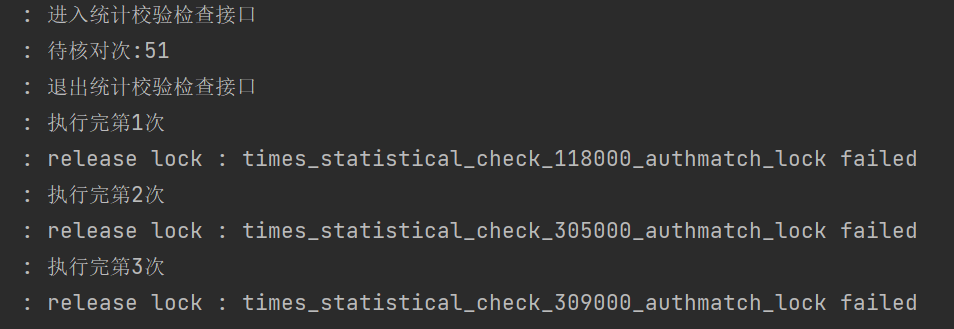 : 进入统计校验检查接口
: 待核对次:51
: 退出统计校验检查接口
: 执行完第1次
: release lock : times_statistical_check_118000_authmatch_lock failed
: 执行完第2次
: release lock : times_statistical_check_305000_authmatch_lock failed
: 执行完第3次
: release lock : times_statistical_check_309000_authmatch_lock failed